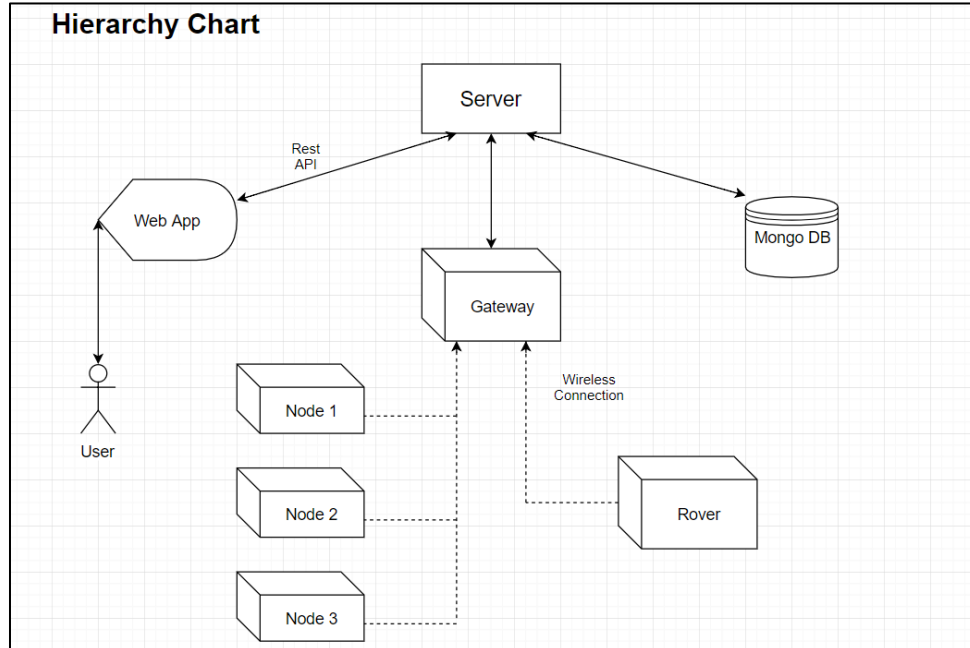 Hierarchy Chart
Server
Rest
API
Web App
Mongo DB
Gateway
Wireless
Connection
Node 1
User
Node 2
Rover
Node 3